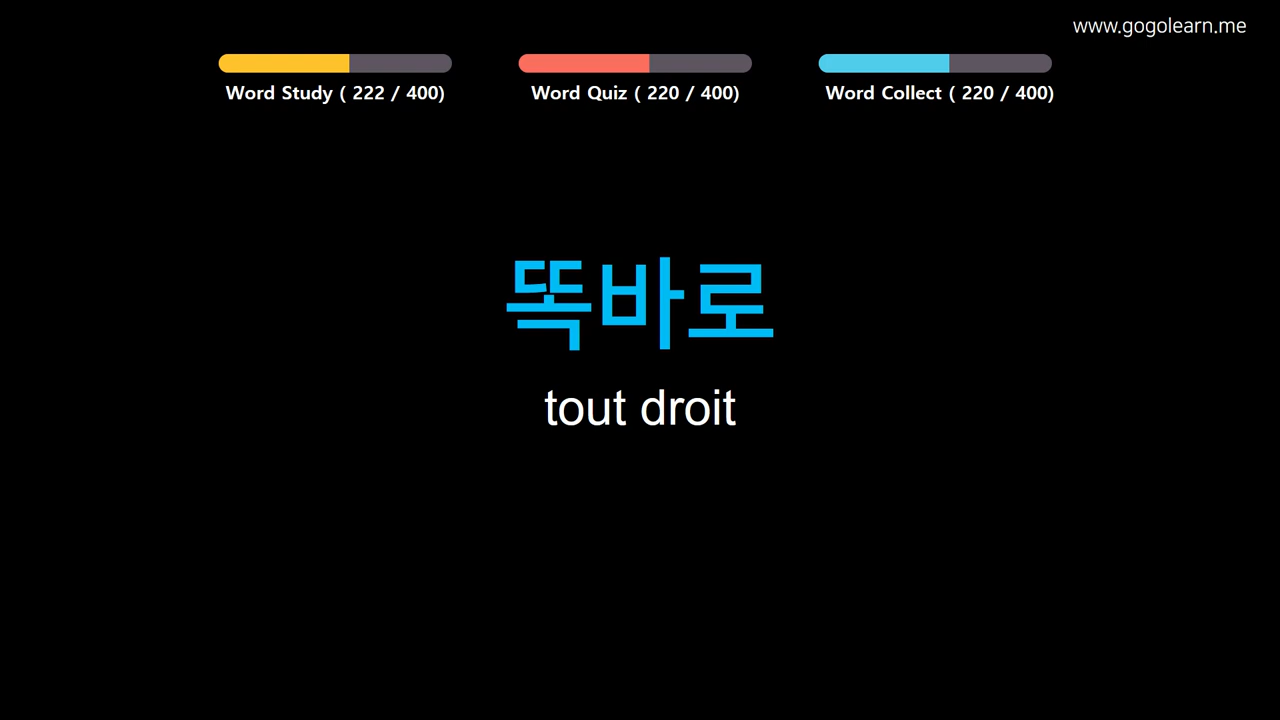 www.gogolearn.me
Word Study ( 222 / 400)
Word Quiz ( 220 / 400)
Word Collect ( 220 / 400)
똑바로
tout droit